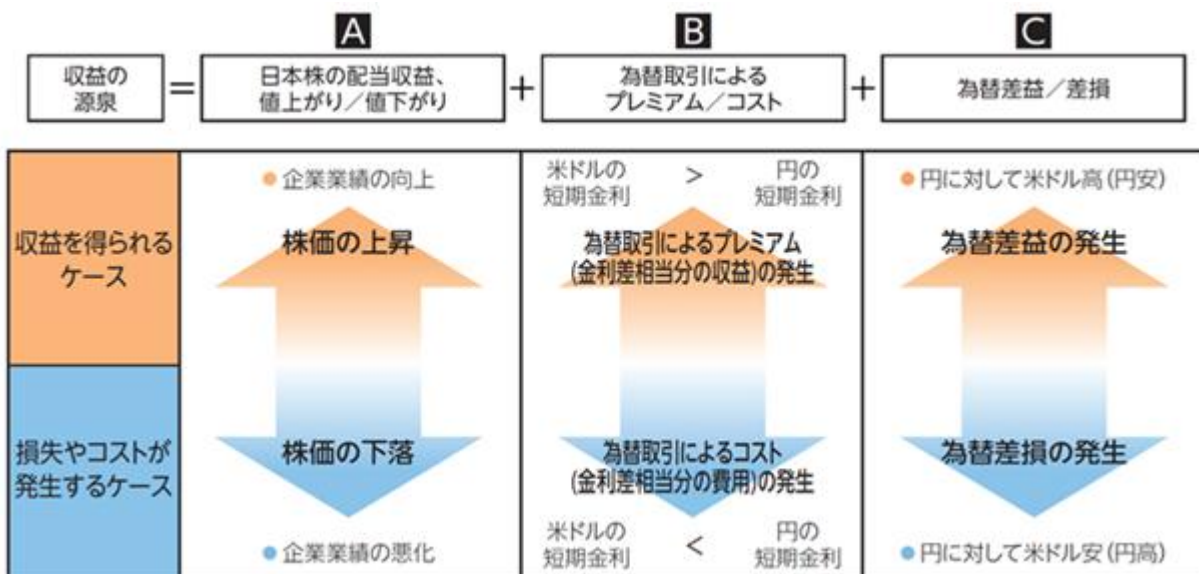 A
B
C
収益の
源泉
=
日本株の配当収益、
値上がり／値下がり
+
為替取引による
プレミアム／コスト
+
為替差益／差損
収益を得られる
ケース
●企業業績の向上
株価の上昇
米ドルの
短期金利
>
円の
短期金利
為替取引によるプレミアム
(金利差相当分の収益)の発生
●円に対して米ドル高(円安)
為替差益の発生
損失やコストが
発生するケース
株価の下落
●企業業績の悪化
為替取引によるコスト
(金利差相当分の費用)の発生
米ドルの
短期金利
<
円の
短期金利
為替差損の発生
●円に対して米ドル安(円高)